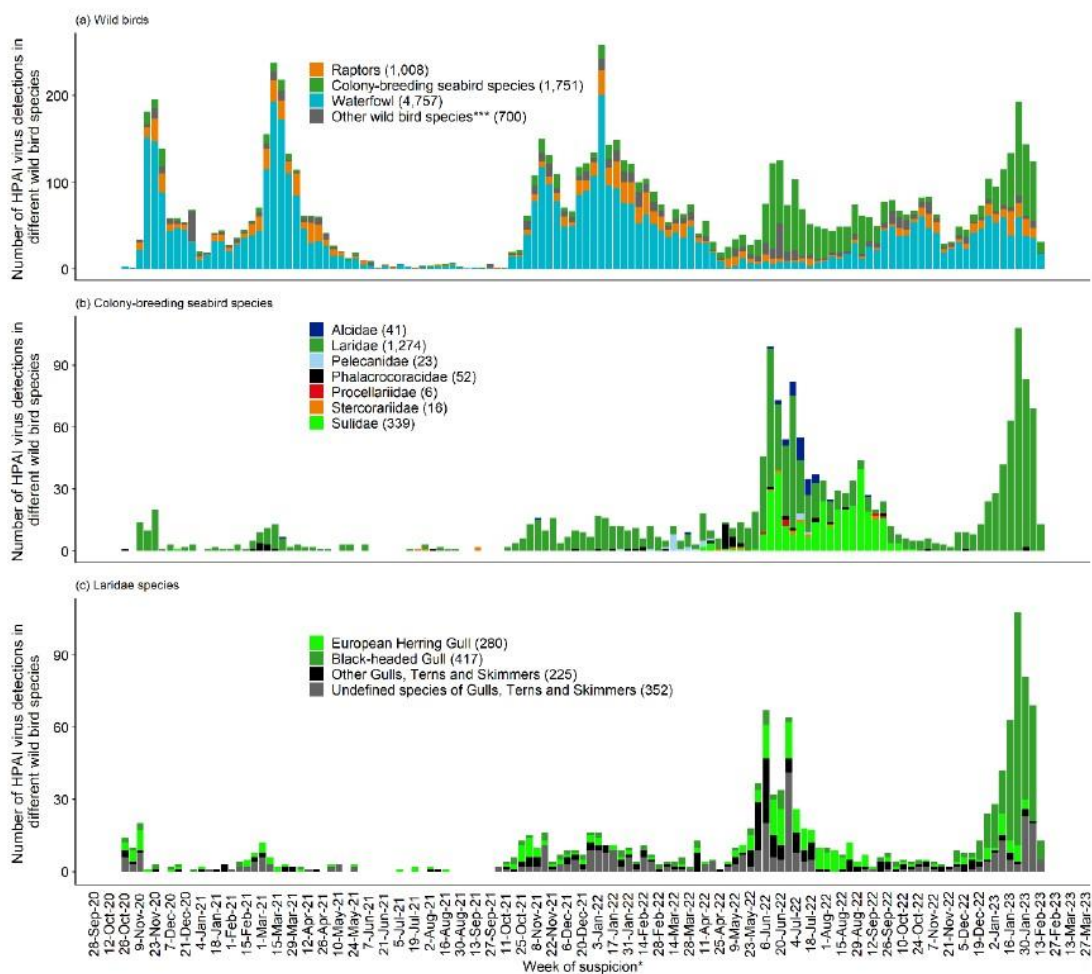 (a) Wild birds
Number of HPAI virus detections in
different wild bird species
200
100
0
Raptors (1,008)
Colony-breeding seabird species (1,751)
Waterfowl (4,757)
Other wild bird species*** (700)
(b) Colony-breeding seabird species
Number of HPAI virus detections in
different wild bird species
90
60
30
0
Alcidae (41)
Laridae (1,274)
Pelecanidae (23)
Phalacrocoracidae (52)
Procellariidae (6)
Stercorariidae (16)
Sulidae (339)
(c) Laridae species
Number of HPAI virus detections in
different wild bird species
90
60
30
0
European Herring Gull (280)
Black-headed Gull (417)
Other Gulls, Terns and Skimmers (225)
Undefined species of Gulls, Terns and Skimmers (352)
28-Sep-20
12-Oct-20
26-Oct-20
9-Nov-20
23-Nov-20
7-Dec-20
21-Dec-20
4-Jan-21
18-Jan-21
1-Feb-21
15-Feb-21
1-Mar-21
15-Mar-21
29-Mar-21
12-Apr-21
26-Apr-21
10-May-21
24-May-21
7-Jun-21
21-Jun-21
5-Jul-21
19-Jul-21
2-Aug-21
16-Aug-21
30-Aug-21
13-Sep-21
27-Sep-21
11-Oct-21
25-Oct-21
8-Nov-21
22-Nov-21
6-Dec-21
20-Dec-21
3-Jan-22
17-Jan-22
31-Jan-22
14-Feb-22
28-Feb-22
14-Mar-22
28-Mar-22
11-Apr-22
25-Apr-22
9-May-22
23-May-22
6-Jun-22
20-Jun-22
4-Jul-22
18-Jul-22
1-Aug-22
15-Aug-22
29-Aug-22
12-Sep-22
26-Sep-22
10-Oct-22
24-Oct-22
7-Nov-22
21-Nov-22
5-Dec-22
19-Dec-22
2-Jan-23
16-Jan-23
30-Jan-23
13-Feb-23
27-Feb-23
13-Mar-23
27-Mar-23
Week of suspicion*